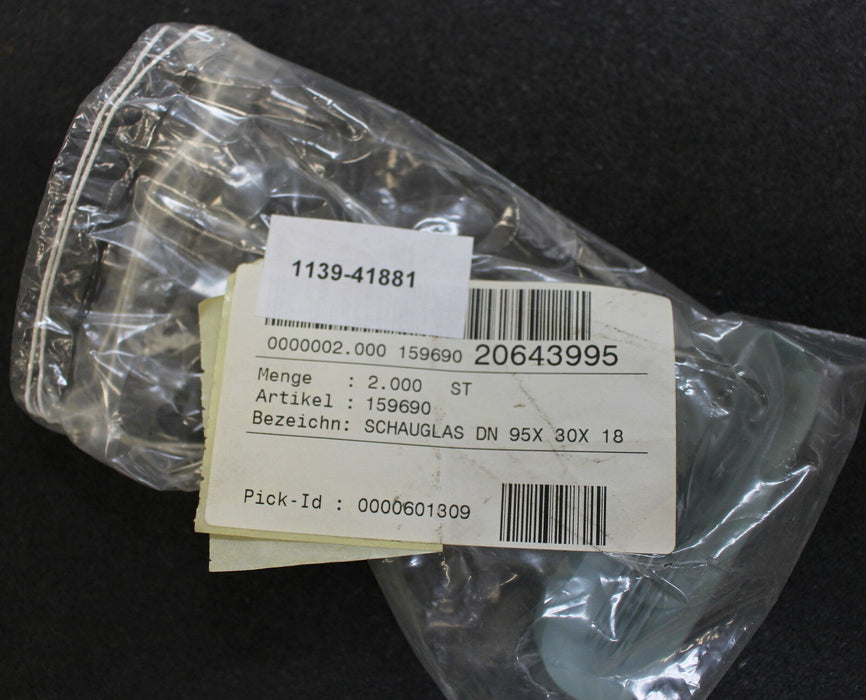 1139-41881
0000002.000 159690 20643995
Menge : 2.000 ST
Artikel : 159690
Bezeichn: SCHAUGLAS DN 95X 30X 18
Pick-Id : 0000601309